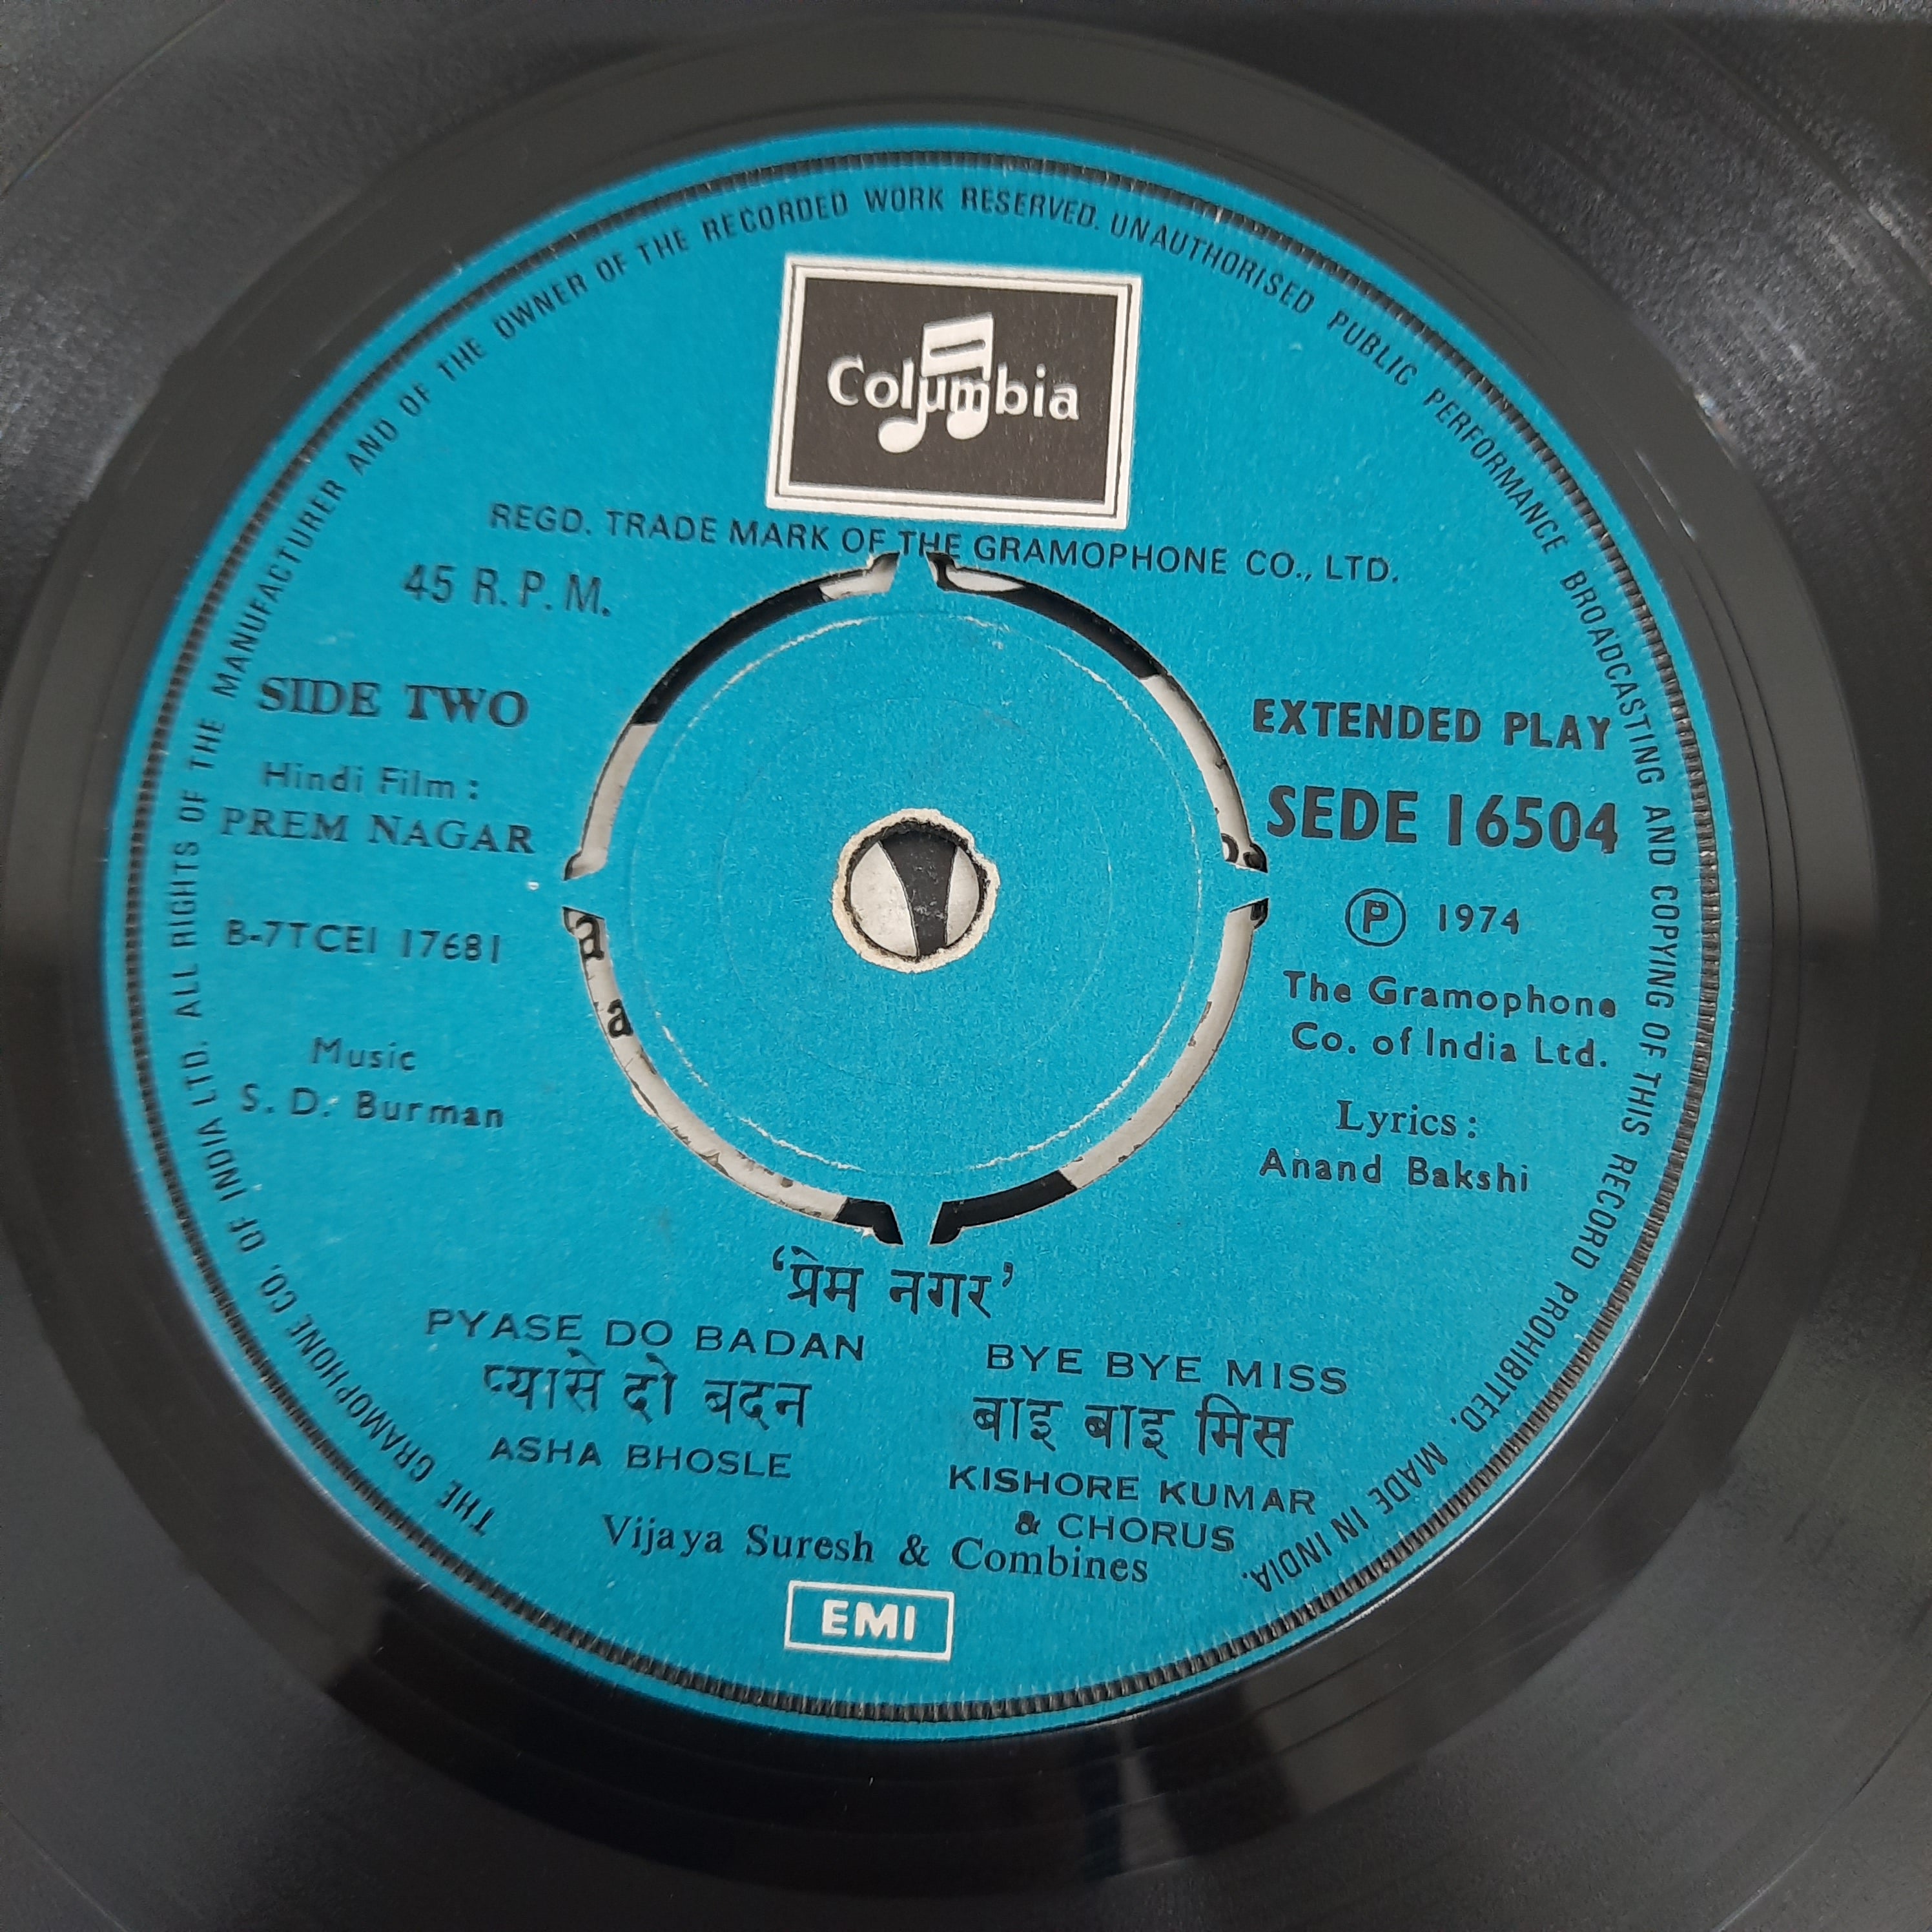 THE GRAMOPHONE CO. OF INDIA LTD. ALL RIGHTS OF THE MANUFACTURER AND OF THE OWNER OF THE RECORDED WORK RESERVED. UNAUTHORISED PUBLIC PERFORMANCE BROADCASTING AND COPYING OF THIS RECORD PROHIBITED. MADE IN INDIA.
Columbia
REGD. TRADE MARK OF THE GRAMOPHONE CO., LTD.
45 R.P.M.
SIDE TWO
Hindi Film :
PREM NAGAR
B-7TCEI 17681
Music
S. D. Burman
EXTENDED PLAY
SEDE 16504
Ⓟ 1974
The Gramophone
Co. of India Ltd.
Lyrics :
Anand Bakshi
‘प्रेम नगर’
PYASE DO BADAN
प्यासे दो बदन
ASHA BHOSLE
BYE BYE MISS
बाइ बाइ मिस
KISHORE KUMAR
& CHORUS
Vijaya Suresh & Combines
EMI